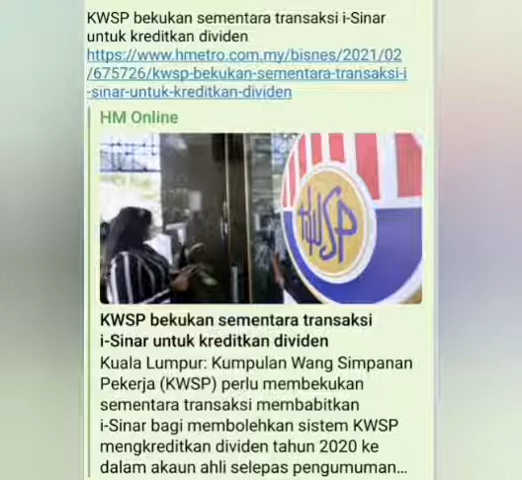 KWSP bekukan sementara transaksi i-Sinar
untuk kreditkan dividen
https://www.hmetro.com.my/bisnes/2021/02
/675726/kwsp-bekukan-sementara-transaksi-i
-sinar-untuk-kreditkan-dividen
HM Online
KWSP
KWSP bekukan sementara transaksi
i-Sinar untuk kreditkan dividen
Kuala Lumpur: Kumpulan Wang Simpanan
Pekerja (KWSP) perlu membekukan
sementara transaksi membabitkan
i-Sinar bagi membolehkan sistem KWSP
mengkreditkan dividen tahun 2020 ke
dalam akaun ahli selepas pengumuman...